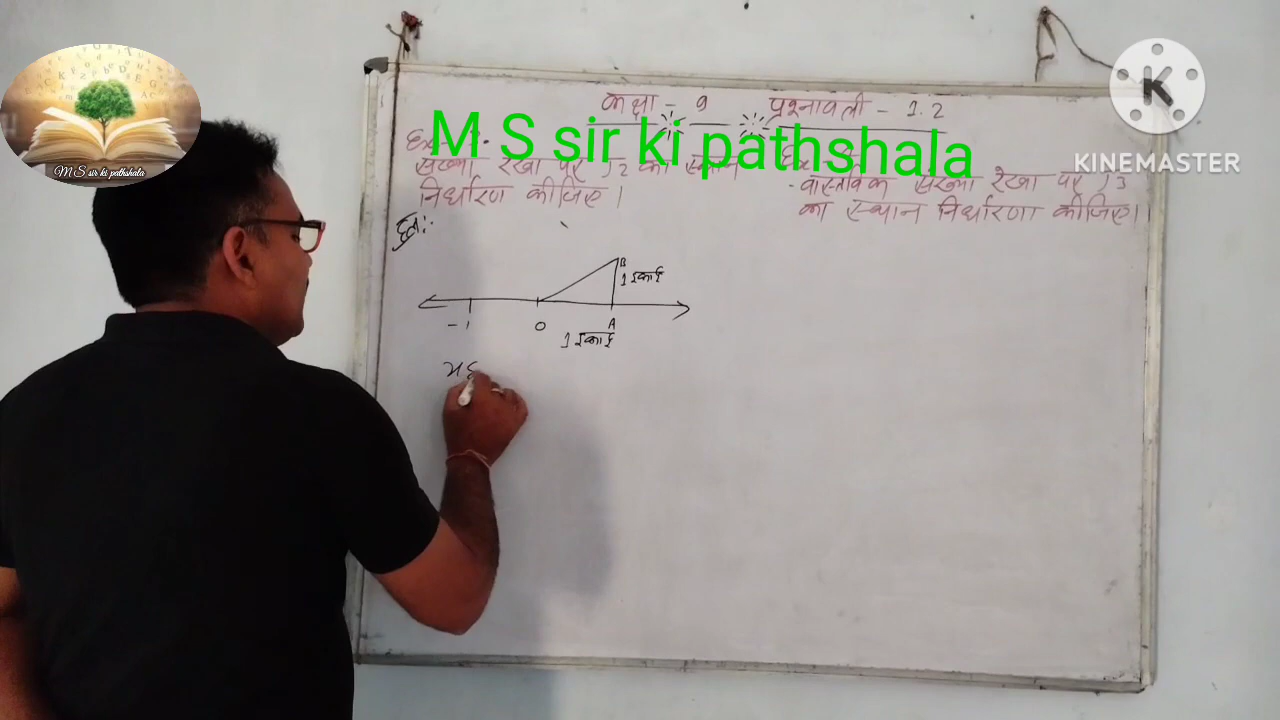 कक्षा - 9 प्रश्नावली - 1.2
M S sir ki pathshala
KINEMASTER
M S sir ki pathshala
संख्या रेखा पर √2 का स्थान
निर्धारण कीजिए।
वास्तविक संख्या रेखा पर √3
का स्थान निर्धारण कीजिए।
हल:-
B
1 इकाई
-1 0 A
1 इकाई
यह